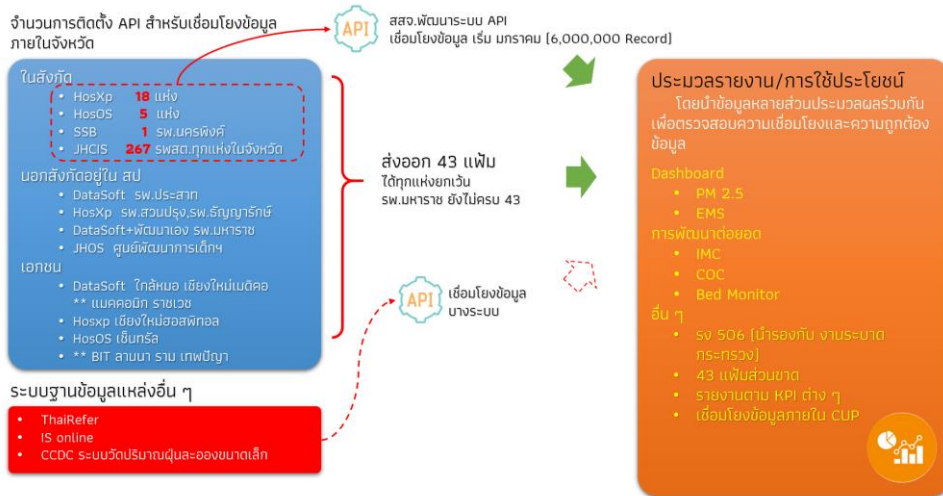 จำนวนการติดตั้ง API สำหรับเชื่อมโยงข้อมูล
ภายในจังหวัด
API
สสจ.พัฒนาระบบ API
เชื่อมโยงข้อมูล เริ่ม มกราคม [6,000,000 Record]
ในสังกัด
• HosXp 18 แห่ง
• HosOS 5 แห่ง
• SSB 1 รพ.นครพิงค์
• JHCIS 267 รพสต.ทุกแห่งในจังหวัด
นอกสังกัดอยู่ใน สป
• DataSoft รพ.ประสาท
• HosXp รพ.สวนปรุง,รพ.ธัญญารักษ์
• DataSoft+พัฒนาเอง รพ.มหาราช
• JHOS ศูนย์พัฒนาการเด็กฯ
เอกชน
• DataSoft ใกล้หมอ เชียงใหม่เมดิคอ
** แมคคอมิก ราชเวช
• Hosxp เชียงใหม่ฮอสพิทอล
• HosOS เซ็นทรัล
• ** BIT ลานนา ราม เทพปัญา
ส่งออก 43 แฟ้ม
ได้ทุกแห่งยกเว้น
รพ.มหาราช ยังไม่ครบ 43
API
เชื่อมโยงข้อมูล
บางระบบ
ระบบฐานข้อมูลแหล่งอื่น ๆ
• ThaiRefer
• IS online
• CCDC ระบบวัดปริมาณฝุ่นละอองขนาดเล็ก
ประมวลรายงาน/การใช้ประโยชน์
โดยนำข้อมูลหลายส่วนประมวลผลร่วมกัน
เพื่อตรวจสอบความเชื่อมโยงและความถูกต้อง
ข้อมูล
Dashboard
• PM 2.5
• EMS
การพัฒนาต่อยอด
• IMC
• COC
• Bed Monitor
อื่น ๆ
• รง 506 [นำรองกับ งานระบาด
กระทรวง]
• 43 แฟ้มส่วนขาด
• รายงานตาม KPI ต่าง ๆ
• เชื่อมโยงข้อมูลภายใน CUP